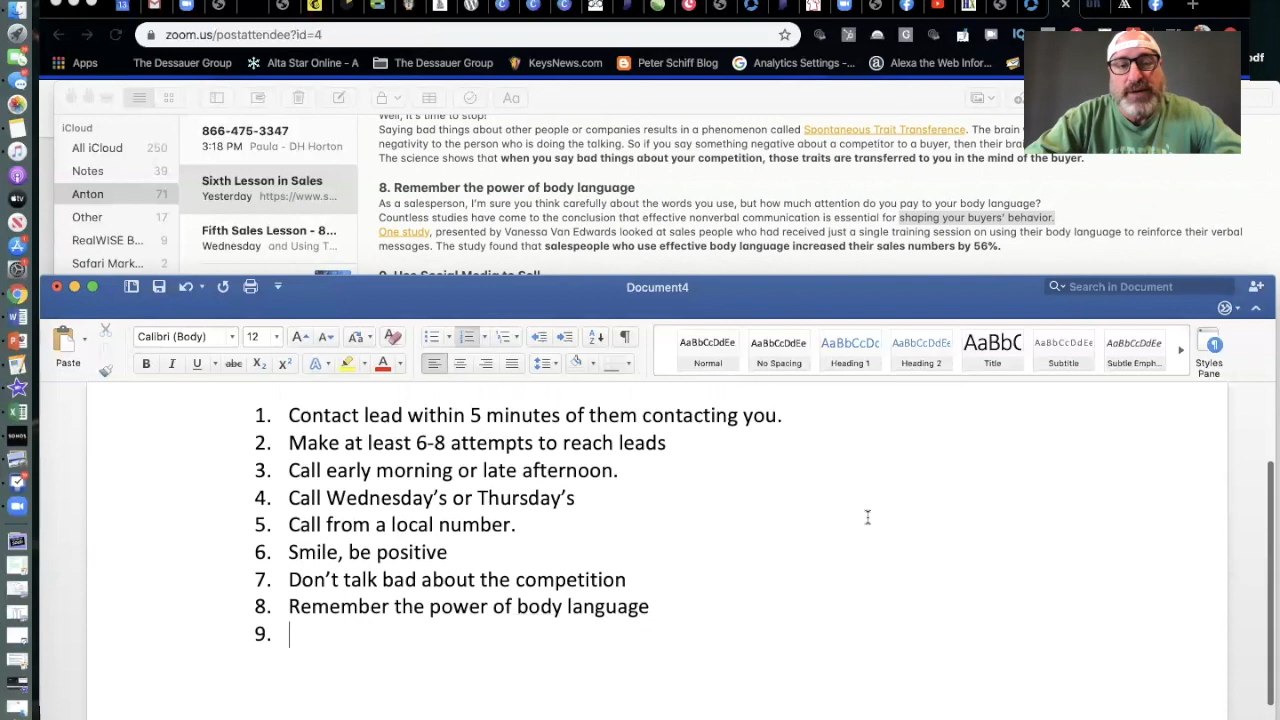 13
zoom.us/postattendee?id=4
Apps
The Dessauer Group
Alta Star Online - A
The Dessauer Group
KeysNews.com
Peter Schiff Blog
Analytics Settings -...
Alexa the Web Infor...
pdf
Aa
iCloud
All iCloud 250
Notes 39
Anton 71
Other 17
RealWISE B... 9
Safari Mark... 2
866-475-3347
3:18 PM Paula - DH Horton
Sixth Lesson in Sales
Yesterday https://www.s...
Fifth Sales Lesson - 8...
Wednesday and Using T...
Well, it's time to stop!
Saying bad things about other people or companies results in a phenomenon called Spontaneous Trait Transference. The brain
negativity to the person who is doing the talking. So if you say something negative about a competitor to a buyer, then their bra
The science shows that when you say bad things about your competition, those traits are transferred to you in the mind of the buyer.
8. Remember the power of body language
As a salesperson, I'm sure you think carefully about the words you use, but how much attention do you pay to your body language?
Countless studies have come to the conclusion that effective nonverbal communication is essential for shaping your buyers' behavior.
One study, presented by Vanessa Van Edwards looked at sales people who had received just a single training session on using their body language to reinforce their verbal
messages. The study found that salespeople who use effective body language increased their sales numbers by 56%.
9. Use Social Media to Sell
Document4
Search in Document
Paste
Calibri (Body)
12
AaBbCcDdEe
Normal
AaBbCcDdEe
No Spacing
AaBbCcDc
Heading 1
AaBbCcDdEe
Heading 2
AaBbC
Title
AaBbCcDdEe
Subtitle
AaBbCcDdEe
Subtle Emph...
Styles
Pane
1. Contact lead within 5 minutes of them contacting you.
2. Make at least 6-8 attempts to reach leads
3. Call early morning or late afternoon.
4. Call Wednesday's or Thursday's
5. Call from a local number.
6. Smile, be positive
7. Don't talk bad about the competition
8. Remember the power of body language
9.